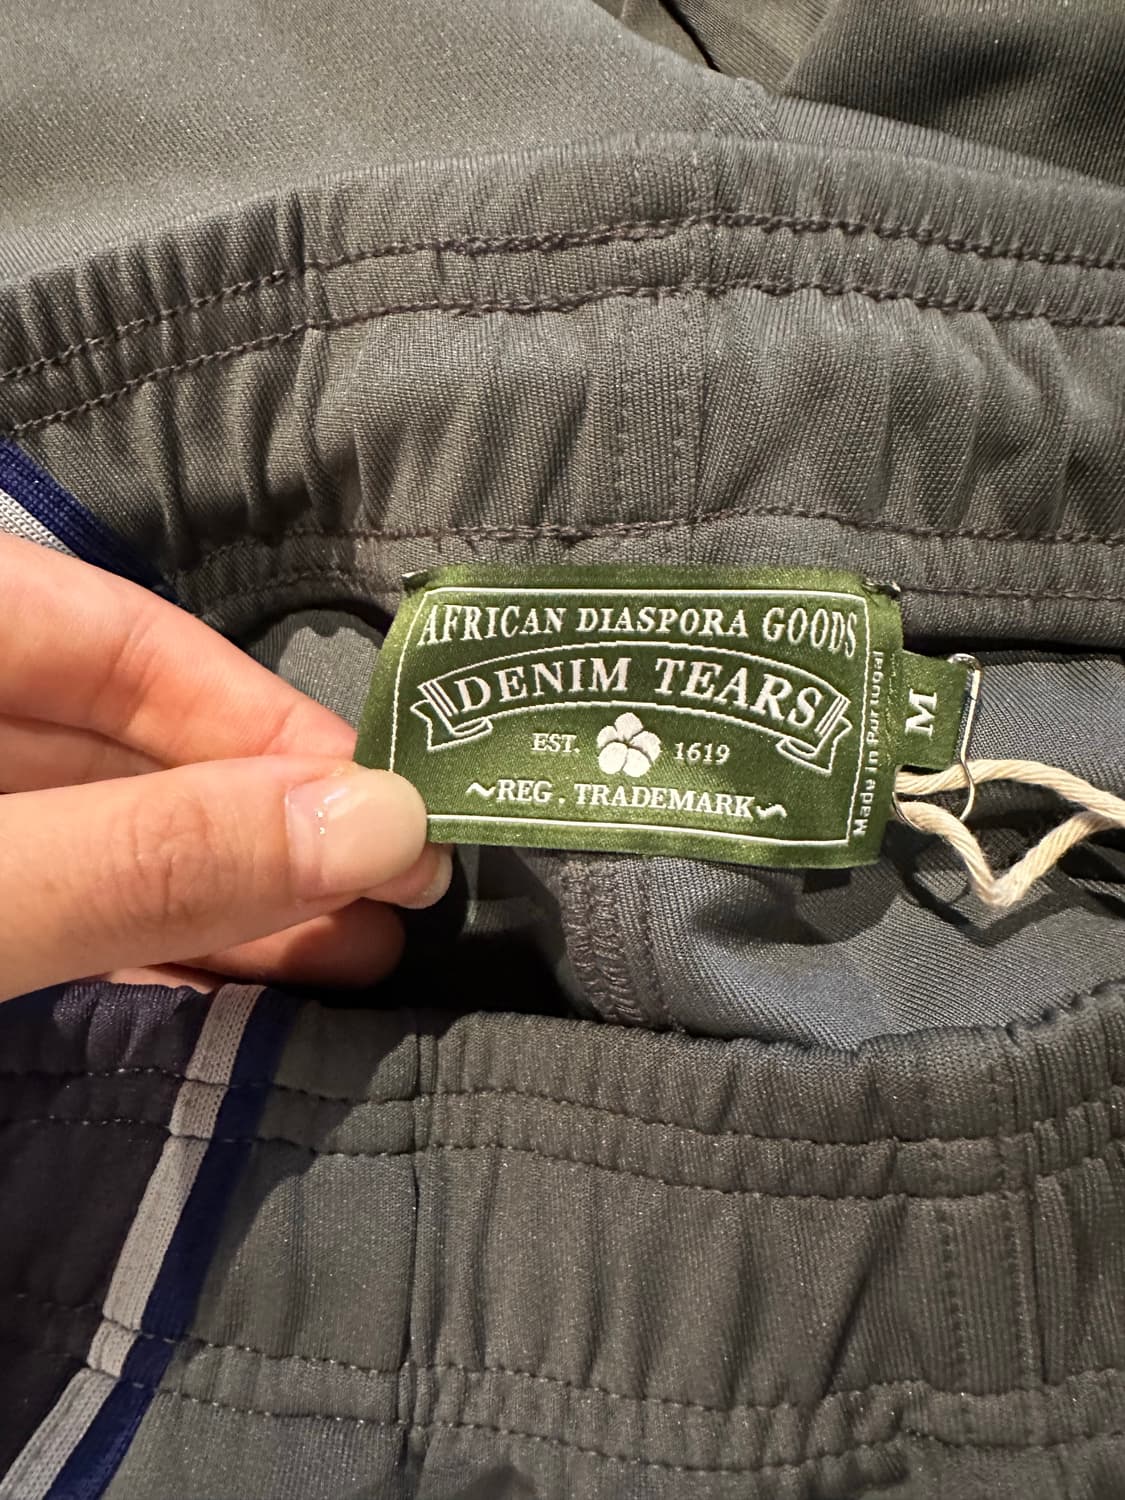 AFRICAN DIASPORA GOODS
DENIM TEARS
EST. 1619
~REG. TRADEMARK~
Made in Portugal
M